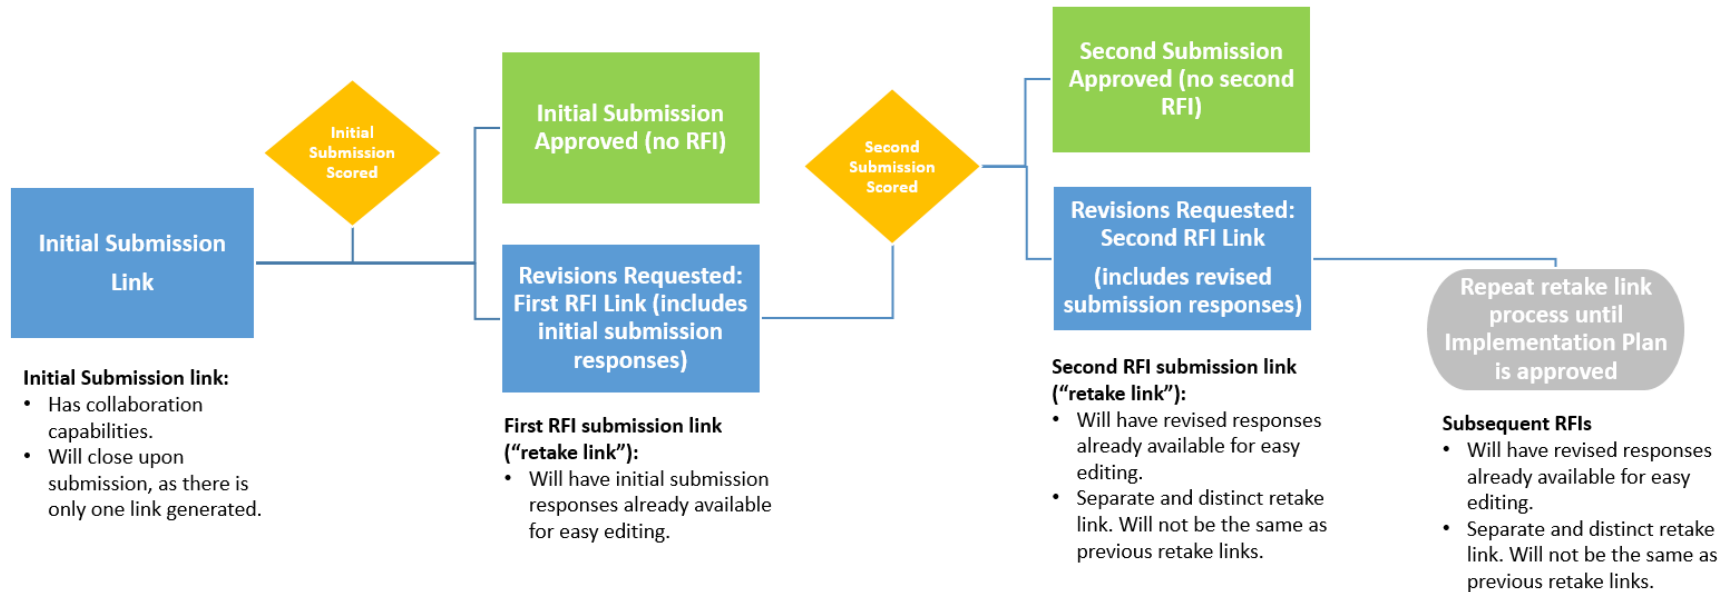 Initial Submission
Link
Initial Submission link:
• Has collaboration
capabilities.
• Will close upon
submission, as there is
only one link generated.
Initial
Submission
Scored
Initial Submission
Approved (no RFI)
Revisions Requested:
First RFI Link (includes
initial submission
responses)
First RFI submission link
(“retake link”):
• Will have initial submission
responses already available
for easy editing.
Second
Submission
Scored
Second Submission
Approved (no second
RFI)
Revisions Requested:
Second RFI Link
(includes revised
submission responses)
Second RFI submission link
(“retake link”):
• Will have revised responses
already available for easy
editing.
• Separate and distinct retake
link. Will not be the same as
previous retake links.
Repeat retake link
process until
Implementation Plan
is approved
Subsequent RFIs
• Will have revised responses
already available for easy
editing.
• Separate and distinct retake
link. Will not be the same as
previous retake links.